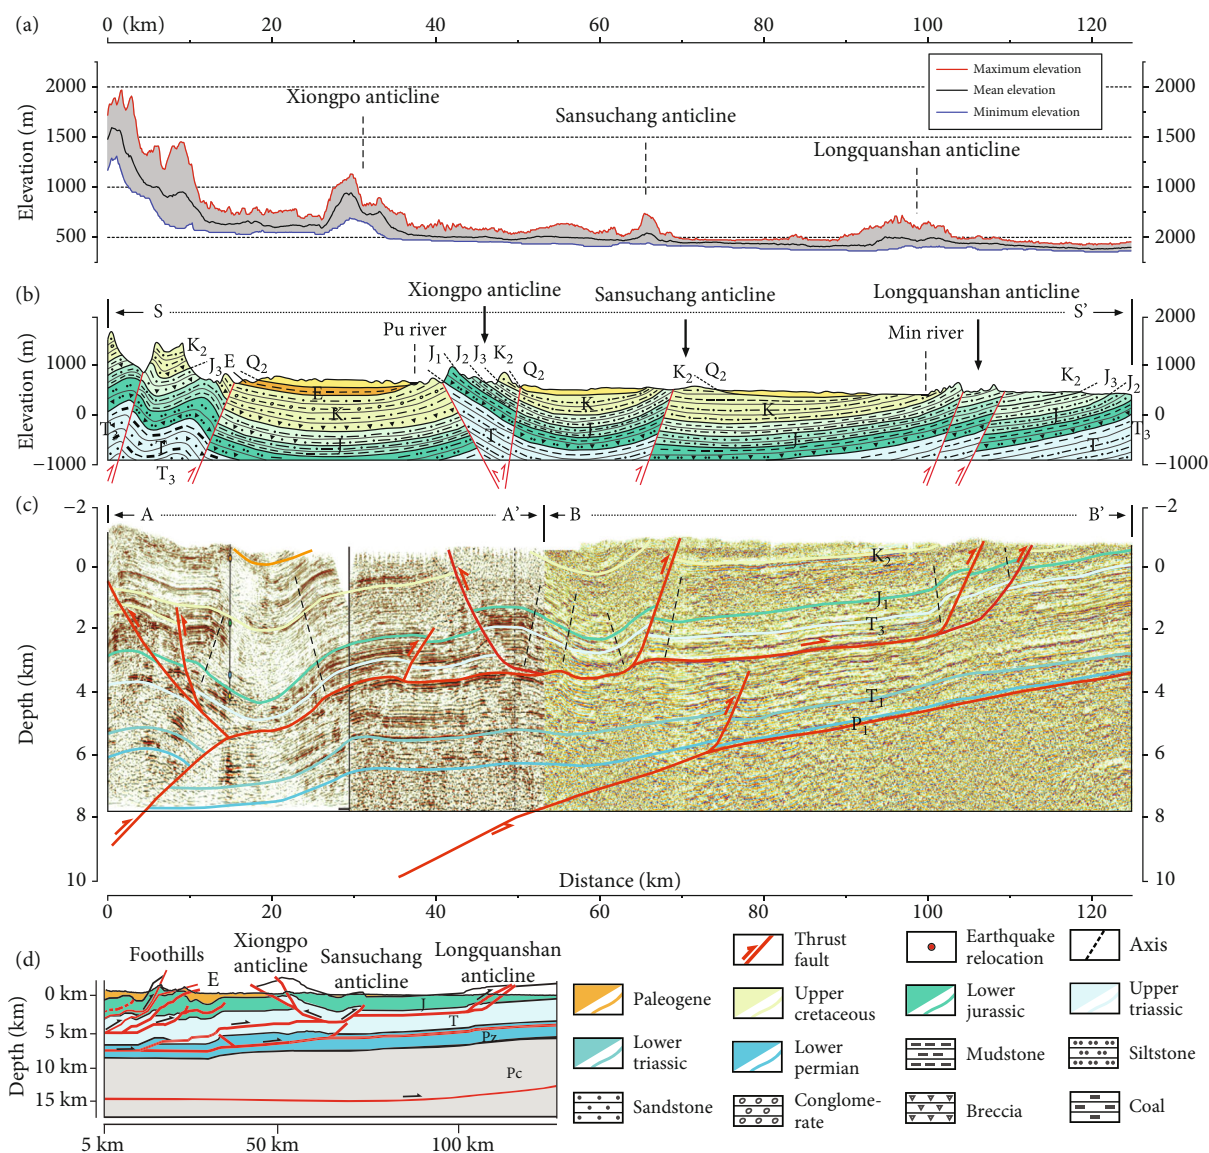 (a)
0 (km) 20 40 60 80 100 120
Elevation (m)
2000
1500
1000
500
Xiongpo anticline
Sansuchang anticline
Longquanshan anticline
Maximum elevation
Mean elevation
Minimum elevation
2000
1500
1000
2000
Elevation (m)
(b)
Xiongpo anticline
Sansuchang anticline
Longquanshan anticline
S
S'
Pu river
Min river
Elevation (m)
1000
0
−1000
2000
1000
0
−1000
Elevation (m)
K2
J3
E
Q2
J1
J2
J3
K2
Q2
K2
Q2
K2
J3
J2
E
K
K
K
J
J
J
J
T
T
T3
T
T
T3
(c)
A
A'
B
B'
Depth (km)
−2
0
2
4
6
8
10
−2
0
2
4
6
8
10
Depth (km)
K2
J1
T3
T1
P1
Distance (km)
0 20 40 60 80 100 120
(d)
Foothills
Xiongpo
anticline
Sansuchang
anticline
Longquanshan
anticline
E
J
T
Pz
Pc
Depth (km)
0 km
5 km
10 km
15 km
5 km 50 km 100 km
Thrust
fault
Earthquake
relocation
Axis
Paleogene
Upper
cretaceous
Lower
jurassic
Upper
triassic
Lower
triassic
Lower
permian
Mudstone
Siltstone
Sandstone
Conglome-
rate
Breccia
Coal